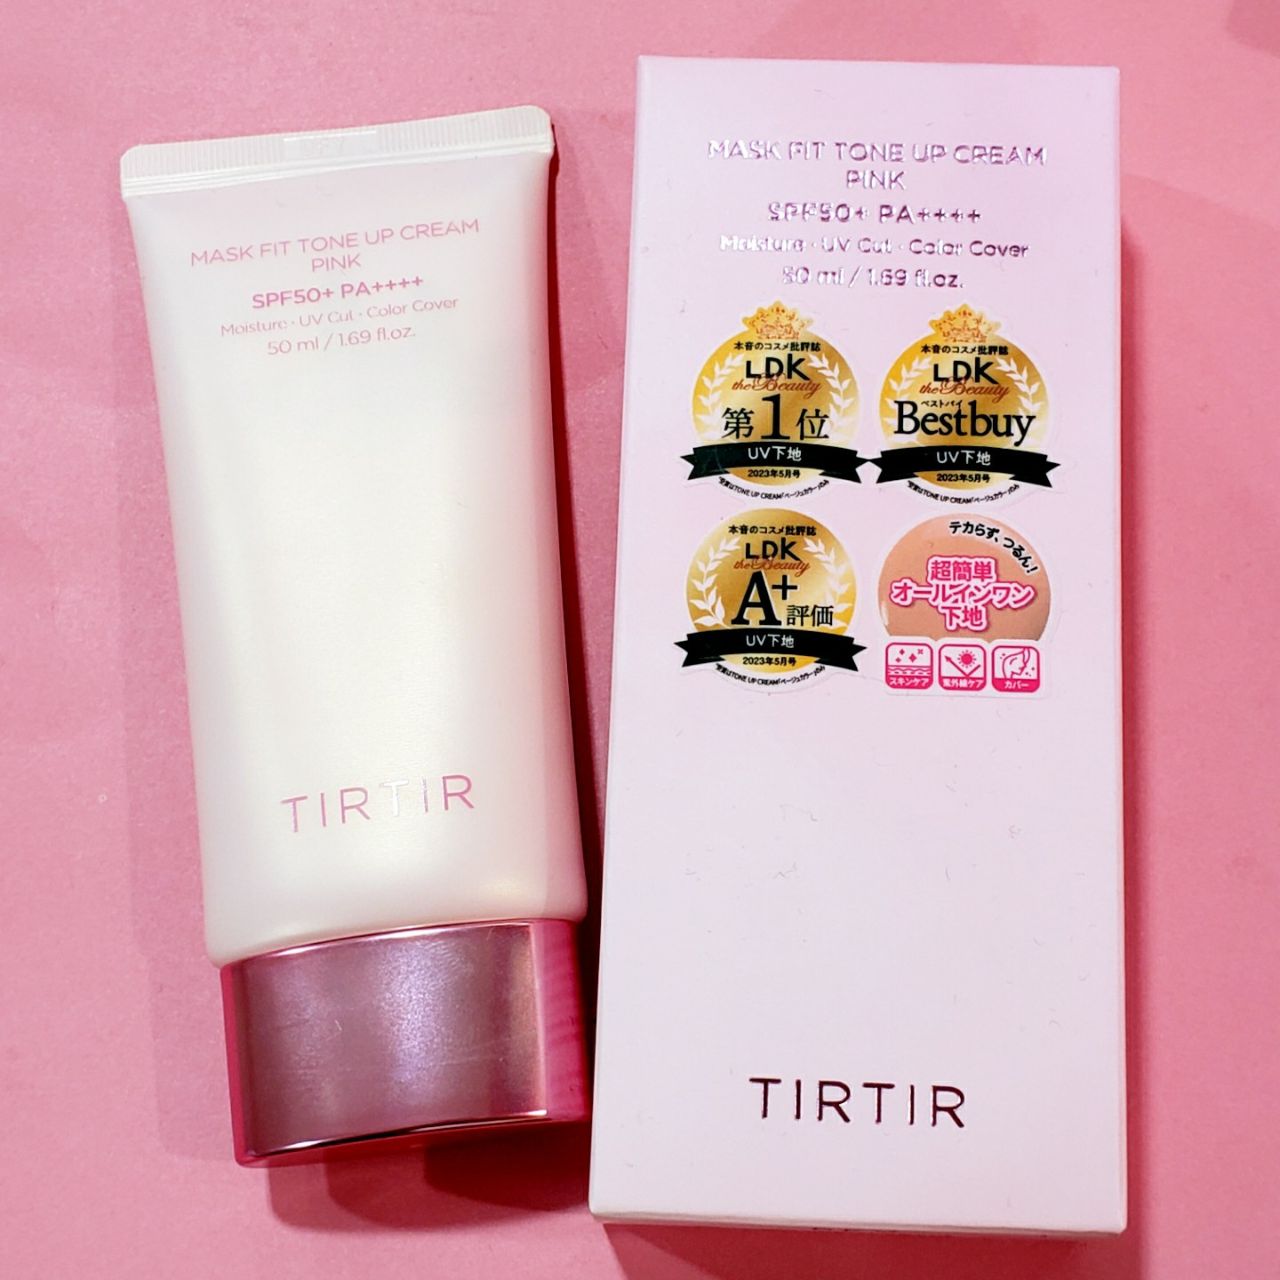 MASK FIT TONE UP CREAM
PINK
SPF50+ PA++++
Moisture · UV Cut · Color Cover
50 ml / 1.69 fl.oz.
TIRTIR
MASK FIT TONE UP CREAM
PINK
SPF50+ PA++++
Moisture · UV Cut · Color Cover
50 ml / 1.69 fl.oz.
本音のコスメ批評誌
LDK
the Beauty
第1位
UV下地
2023年5月号
本音のコスメ批評誌
LDK
the Beauty
ベストバイ
Bestbuy
UV下地
2023年5月号
本音のコスメ批評誌
LDK
the Beauty
A+評価
UV下地
2023年5月号
テカらず、つるん!
超簡単
オールインワン
下地
スキンケア
紫外線ケア
カバー
TIRTIR